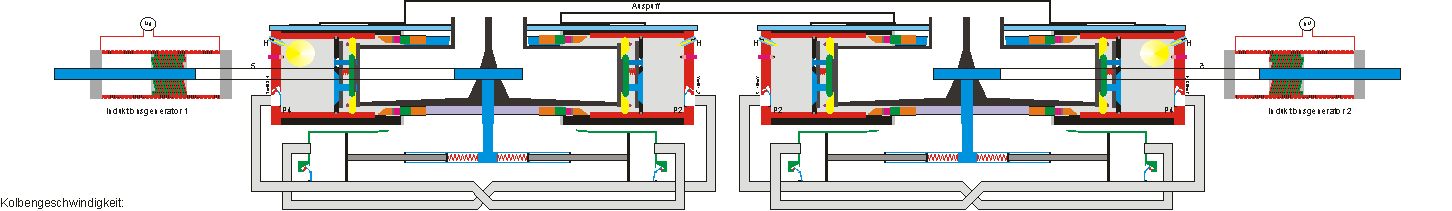 Auspuff
H
H
H
H
S
P4
P2
P2
P4
Induktionsgenerator 1
Induktionsgenerator 2
Kolbengeschwindigkeit: